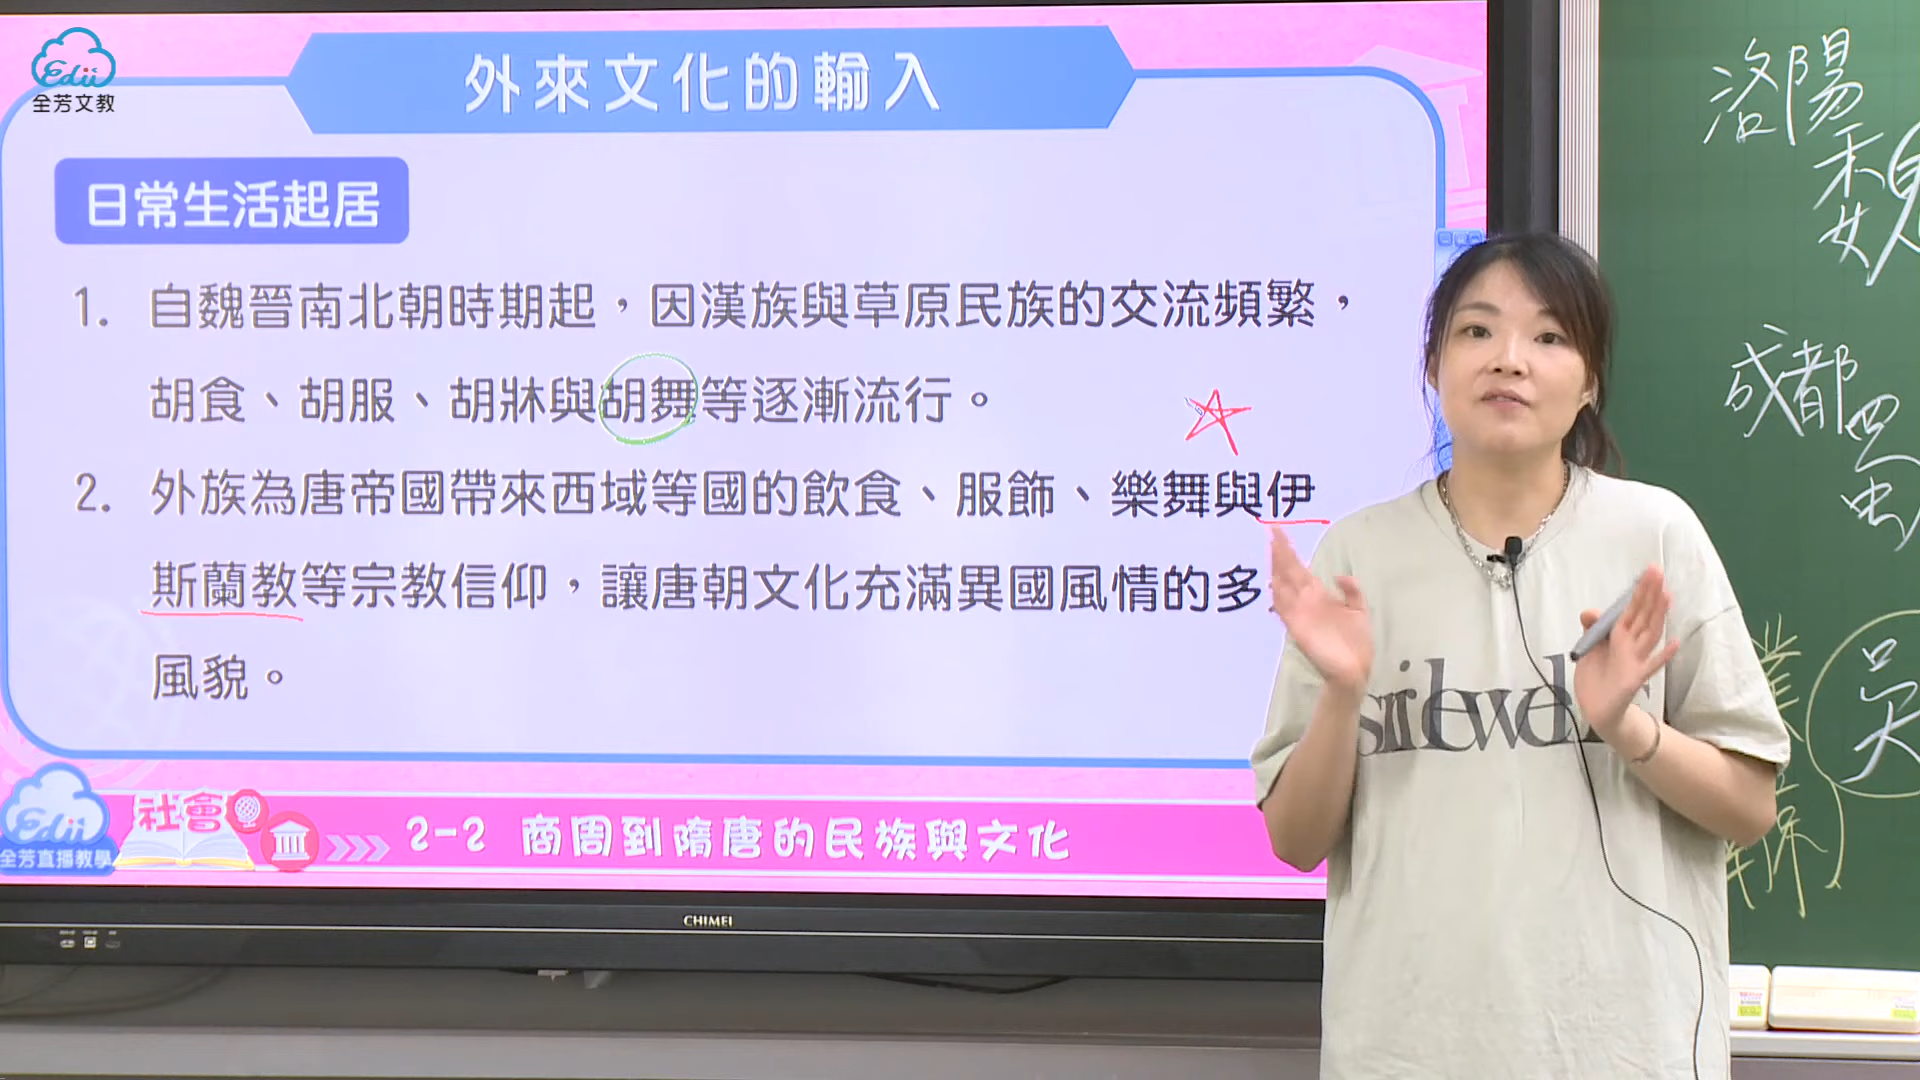 Edii
全芳文教
外來文化的輸入
日常生活起居
1. 自魏晉南北朝時期起，因漢族與草原民族的交流頻繁，
胡食、胡服、胡牀與胡舞等逐漸流行。
2. 外族為唐帝國帶來西域等國的飲食、服飾、樂舞與伊
斯蘭教等宗教信仰，讓唐朝文化充滿異國風情的多
風貌。
Edii
全芳直播教學
社會
2-2 商周到隋唐的民族與文化
CHIMEI
洛陽
魏
成都
蜀
吳